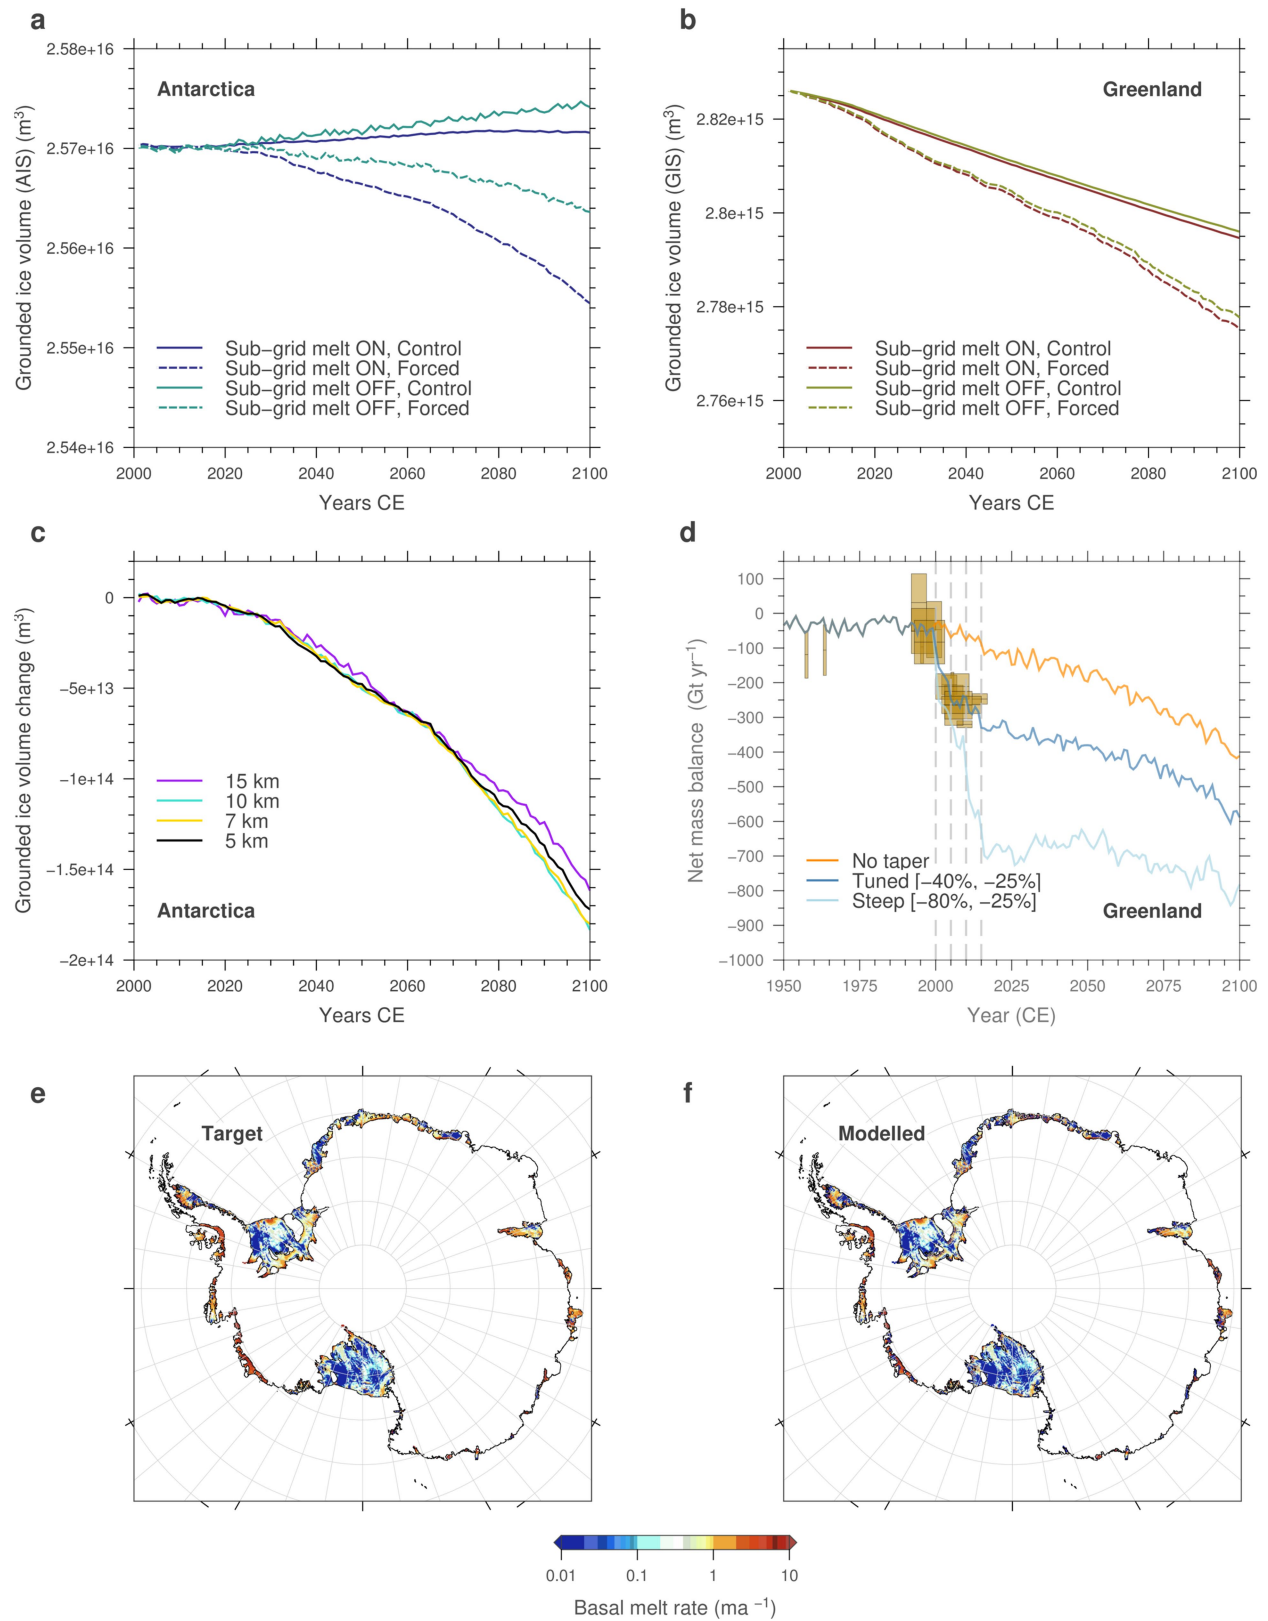 a
2.58e+16
2.57e+16
2.56e+16
2.55e+16
2.54e+16
Grounded ice volume (AIS) (m³)
Antarctica
Sub−grid melt ON, Control
Sub−grid melt ON, Forced
Sub−grid melt OFF, Control
Sub−grid melt OFF, Forced
2000 2020 2040 2060 2080 2100
Years CE
b
2.82e+15
2.8e+15
2.78e+15
2.76e+15
Grounded ice volume (GIS) (m³)
Greenland
Sub−grid melt ON, Control
Sub−grid melt ON, Forced
Sub−grid melt OFF, Control
Sub−grid melt OFF, Forced
2000 2020 2040 2060 2080 2100
Years CE
c
0
−5e+13
−1e+14
−1.5e+14
−2e+14
Grounded ice volume change (m³)
15 km
10 km
7 km
5 km
Antarctica
2000 2020 2040 2060 2080 2100
Years CE
d
100
0
−100
−200
−300
−400
−500
−600
−700
−800
−900
−1000
Net mass balance (Gt yr⁻¹)
No taper
Tuned [−40%, −25%]
Steep [−80%, −25%]
Greenland
1950 1975 2000 2025 2050 2075 2100
Year (CE)
e
Target
f
Modelled
0.01 0.1 1 10
Basal melt rate (ma ⁻¹)